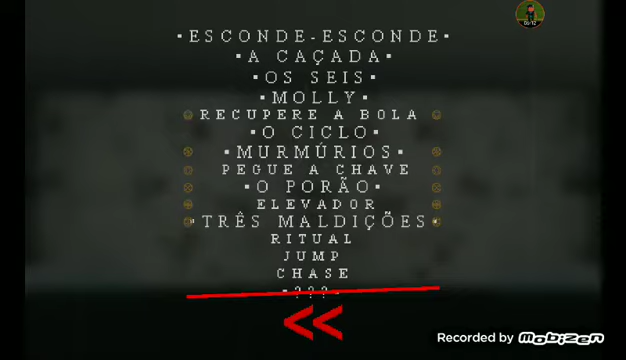 •ESCONDE-ESCONDE•
•A CAÇADA•
•OS SEIS•
•MOLLY•
RECUPERE A BOLA
•O CICLO•
•MURMÚRIOS•
PEGUE A CHAVE
•O PORÃO•
ELEVADOR
•TRÊS MALDIÇÕES•
RITUAL
JUMP
CHASE
-???-
<<
Recorded by Mobizen